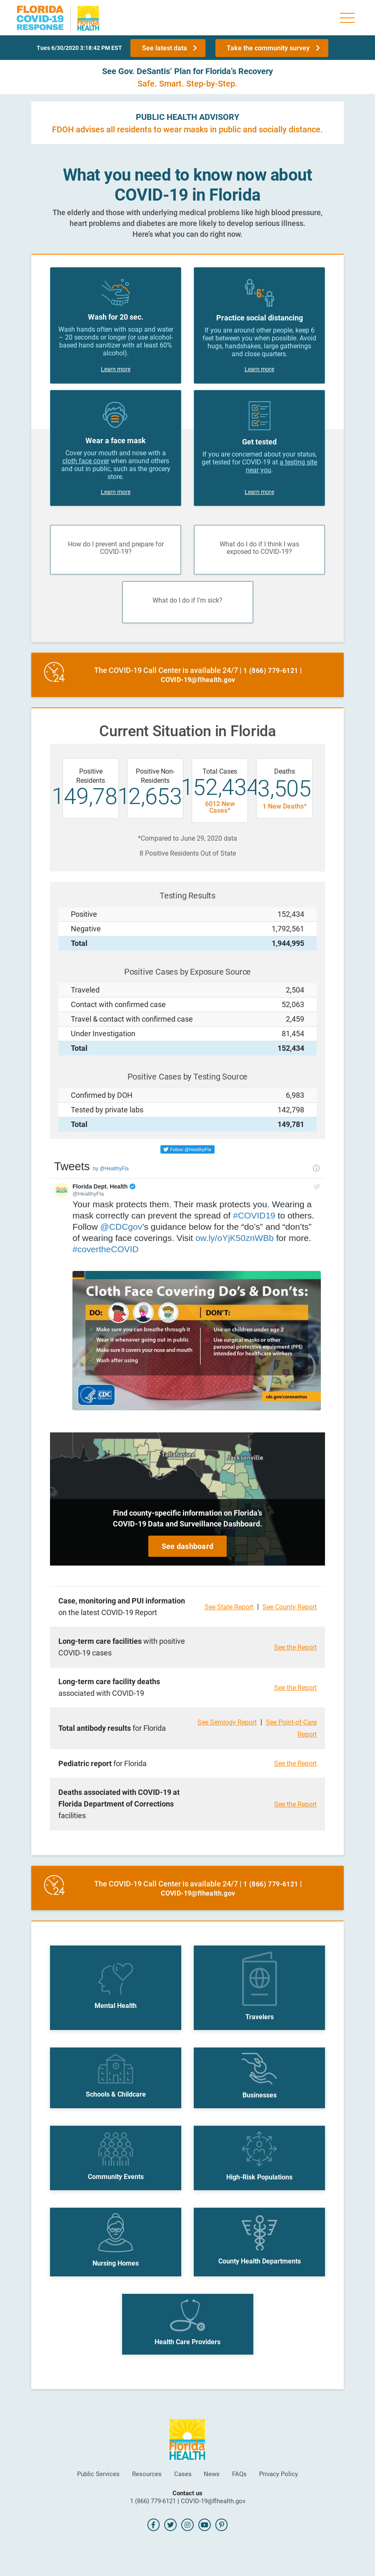 FLORIDA
COVID-19
RESPONSE
Florida
HEALTH
Tues 6/30/2020 3:18:42 PM EST
See latest data
Take the community survey
See Gov. DeSantis' Plan for Florida's Recovery
Safe. Smart. Step-by-Step.
PUBLIC HEALTH ADVISORY
FDOH advises all residents to wear masks in public and socially distance.
What you need to know now about
COVID-19 in Florida
The elderly and those with underlying medical problems like high blood pressure,
heart problems and diabetes are more likely to develop serious illness.
Here's what you can do right now.
Wash for 20 sec.
Wash hands often with soap and water
– 20 seconds or longer (or use alcohol-
based hand sanitizer with at least 60%
alcohol).
Learn more
6'
Practice social distancing
If you are around other people, keep 6
feet between you when possible. Avoid
hugs, handshakes, large gatherings
and close quarters.
Learn more
Wear a face mask
Cover your mouth and nose with a
cloth face cover when around others
and out in public, such as the grocery
store.
Learn more
Get tested
If you are concerned about your status,
get tested for COVID-19 at a testing site
near you.
Learn more
How do I prevent and prepare for
COVID-19?
What do I do if I think I was
exposed to COVID-19?
What do I do if I'm sick?
24
The COVID-19 Call Center is available 24/7 | 1 (866) 779-6121 |
COVID-19@flhealth.gov
Current Situation in Florida
Positive
Residents
149,781
Positive Non-
Residents
2,653
Total Cases
152,434
6012 New
Cases*
Deaths
3,505
1 New Deaths*
*Compared to June 29, 2020 data
8 Positive Residents Out of State
Testing Results
Positive 152,434
Negative 1,792,561
Total 1,944,995
Positive Cases by Exposure Source
Traveled 2,504
Contact with confirmed case 52,063
Travel & contact with confirmed case 2,459
Under Investigation 81,454
Total 152,434
Positive Cases by Testing Source
Confirmed by DOH 6,983
Tested by private labs 142,798
Total 149,781
Follow @HealthyFla
Tweets by @HealthyFla
Florida Dept. Health
@HealthyFla
Your mask protects them. Their mask protects you. Wearing a
mask correctly can prevent the spread of #COVID19 to others.
Follow @CDCgov's guidance below for the “do's” and “don'ts”
of wearing face coverings. Visit ow.ly/oYjK50znWBb for more.
#covertheCOVID
Cloth Face Covering Do's & Don'ts:
DO:
DON'T:
Make sure you can breathe through it
Wear it whenever going out in public
Make sure it covers your nose and mouth
Wash after using
Use on children under age 2
Use surgical masks or other
personal protective equipment (PPE)
intended for healthcare workers
CDC
cdc.gov/coronavirus
Tallahassee
Jacksonville
Find county-specific information on Florida's
COVID-19 Data and Surveillance Dashboard.
See dashboard
Case, monitoring and PUI information
on the latest COVID-19 Report
See State Report | See County Report
Long-term care facilities with positive
COVID-19 cases
See the Report
Long-term care facility deaths
associated with COVID-19
See the Report
Total antibody results for Florida
See Serology Report | See Point-of-Care
Report
Pediatric report for Florida
See the Report
Deaths associated with COVID-19 at
Florida Department of Corrections
facilities
See the Report
24
The COVID-19 Call Center is available 24/7 | 1 (866) 779-6121 |
COVID-19@flhealth.gov
Mental Health
Travelers
Schools & Childcare
Businesses
Community Events
High-Risk Populations
Nursing Homes
County Health Departments
Health Care Providers
Florida
HEALTH
Public Services Resources Cases News FAQs Privacy Policy
Contact us
1 (866) 779-6121 | COVID-19@flhealth.gov